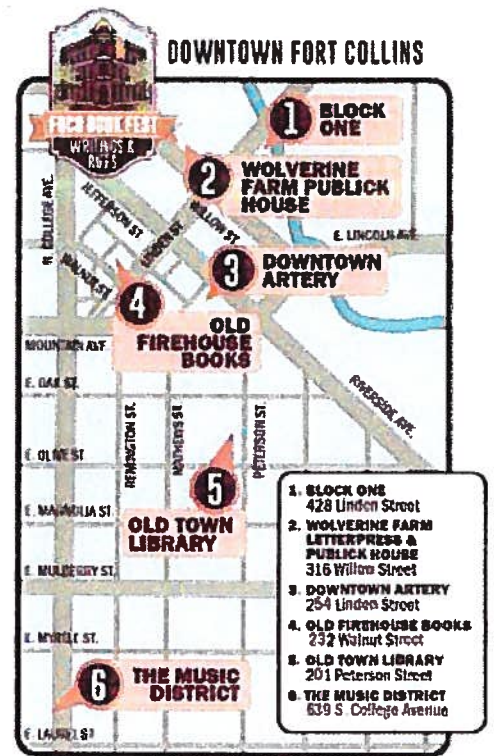 DOWNTOWN FORT COLLINS
FOCO BOOK FEST
WRITINGS &
RIFFS
1 BLOCK
ONE
2 WOLVERINE
FARM PUBLICK
HOUSE
N. COLLEGE AVE.
JEFFERSON ST.
LINDEN ST.
WILLOW ST.
WALNUT ST.
E. LINCOLN AVE.
3 DOWNTOWN
ARTERY
4 OLD
FIREHOUSE
BOOKS
MOUNTAIN AVE.
E. OAK ST.
RIVERSIDE AVE.
REMINGTON ST.
MATHEWS ST.
PETERSON ST.
E. OLIVE ST.
E. MAGNOLIA ST.
5 OLD TOWN
LIBRARY
E. MULBERRY ST.
E. MYRTLE ST.
6 THE MUSIC
DISTRICT
E. LAUREL ST.
1. BLOCK ONE
428 Linden Street
2. WOLVERINE FARM
LETTERPRESS &
PUBLICK HOUSE
316 Willow Street
3. DOWNTOWN ARTERY
254 Linden Street
4. OLD FIREHOUSE BOOKS
232 Walnut Street
5. OLD TOWN LIBRARY
201 Peterson Street
6. THE MUSIC DISTRICT
639 S. College Avenue